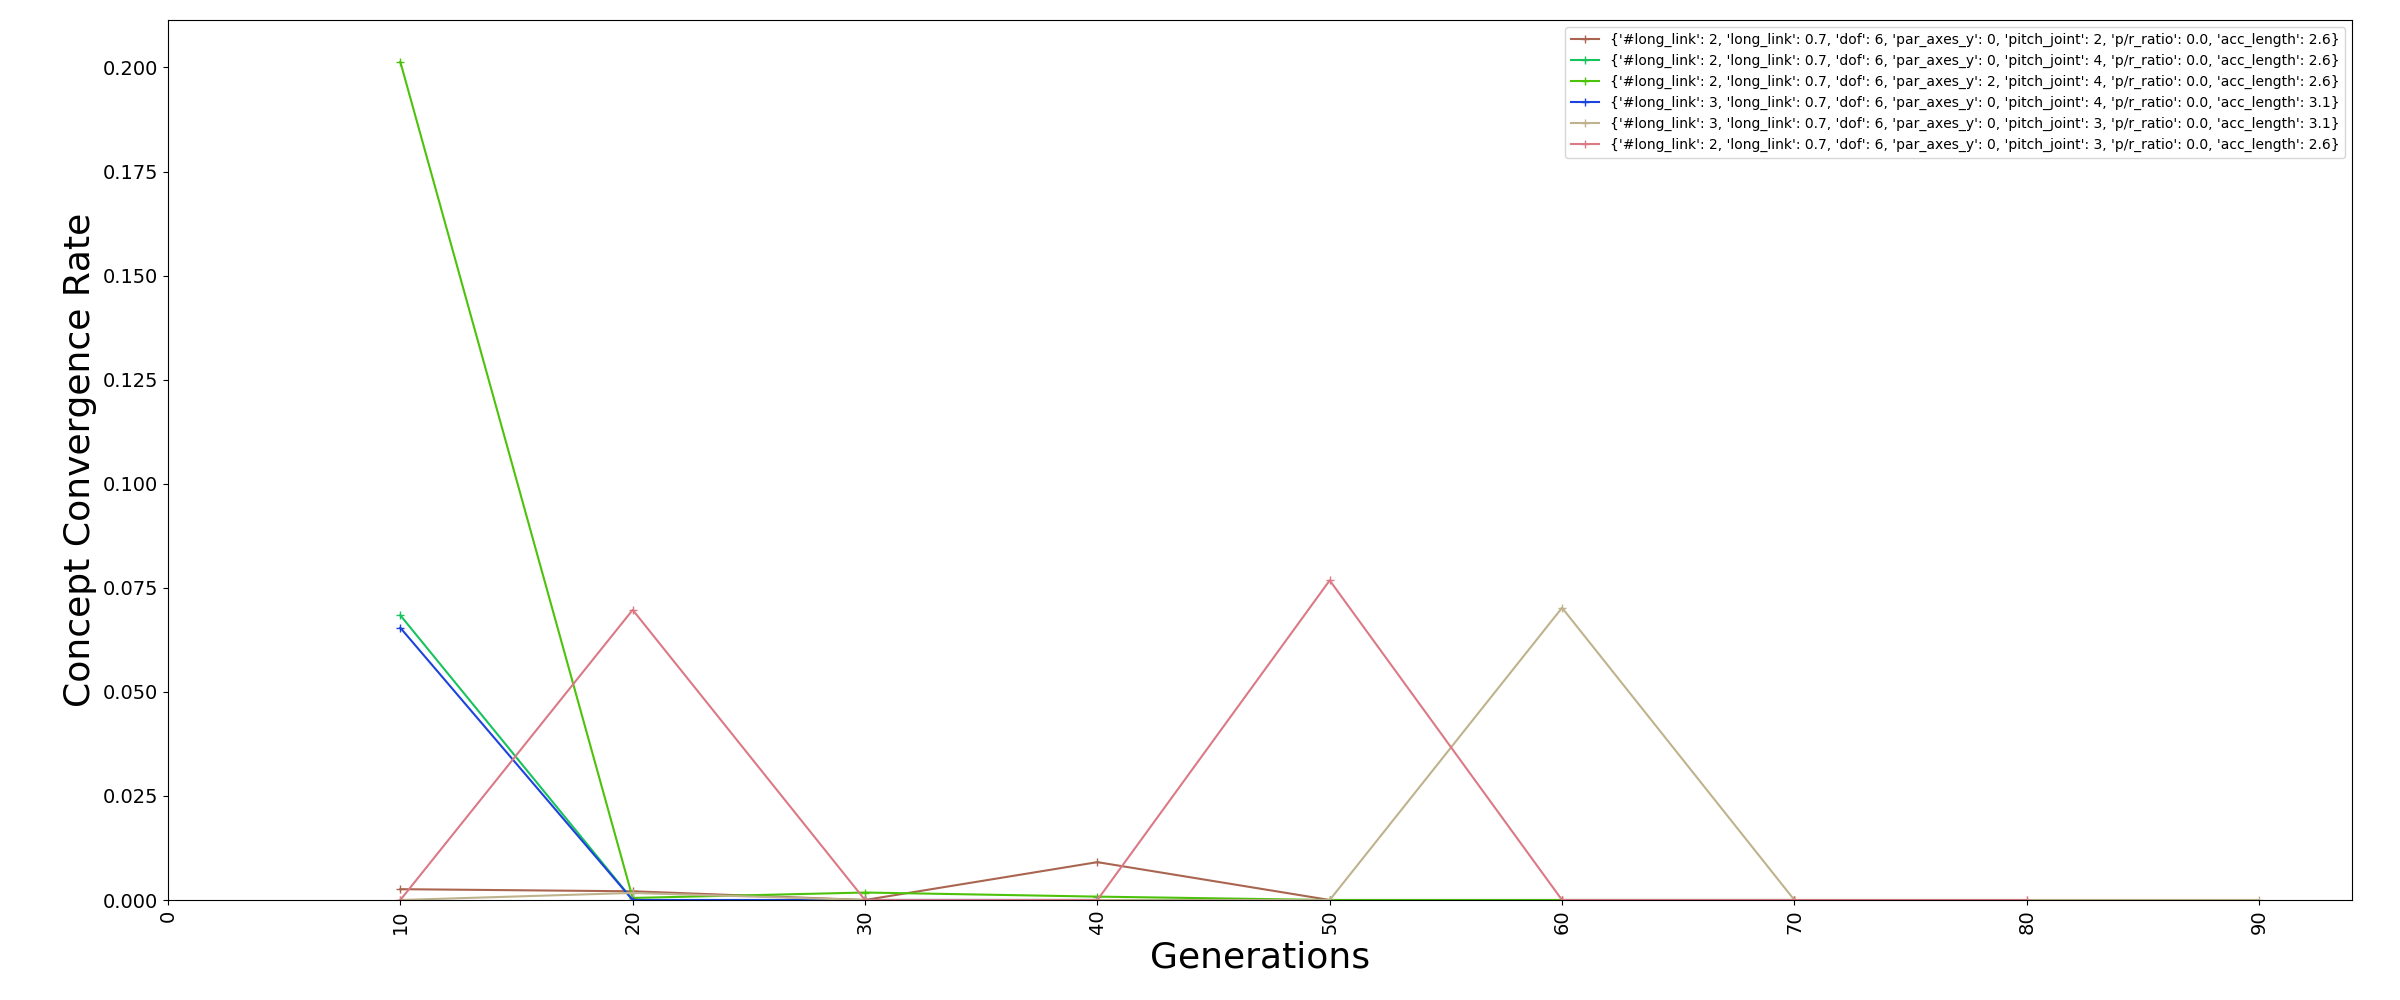 {'#long_link': 2, 'long_link': 0.7, 'dof': 6, 'par_axes_y': 0, 'pitch_joint': 2, 'p/r_ratio': 0.0, 'acc_length': 2.6}
{'#long_link': 2, 'long_link': 0.7, 'dof': 6, 'par_axes_y': 0, 'pitch_joint': 4, 'p/r_ratio': 0.0, 'acc_length': 2.6}
{'#long_link': 2, 'long_link': 0.7, 'dof': 6, 'par_axes_y': 2, 'pitch_joint': 4, 'p/r_ratio': 0.0, 'acc_length': 2.6}
{'#long_link': 3, 'long_link': 0.7, 'dof': 6, 'par_axes_y': 0, 'pitch_joint': 4, 'p/r_ratio': 0.0, 'acc_length': 3.1}
{'#long_link': 3, 'long_link': 0.7, 'dof': 6, 'par_axes_y': 0, 'pitch_joint': 3, 'p/r_ratio': 0.0, 'acc_length': 3.1}
{'#long_link': 2, 'long_link': 0.7, 'dof': 6, 'par_axes_y': 0, 'pitch_joint': 3, 'p/r_ratio': 0.0, 'acc_length': 2.6}
Concept Convergence Rate
0.200
0.175
0.150
0.125
0.100
0.075
0.050
0.025
0.000
0
10
20
30
40
50
60
70
80
90
Generations